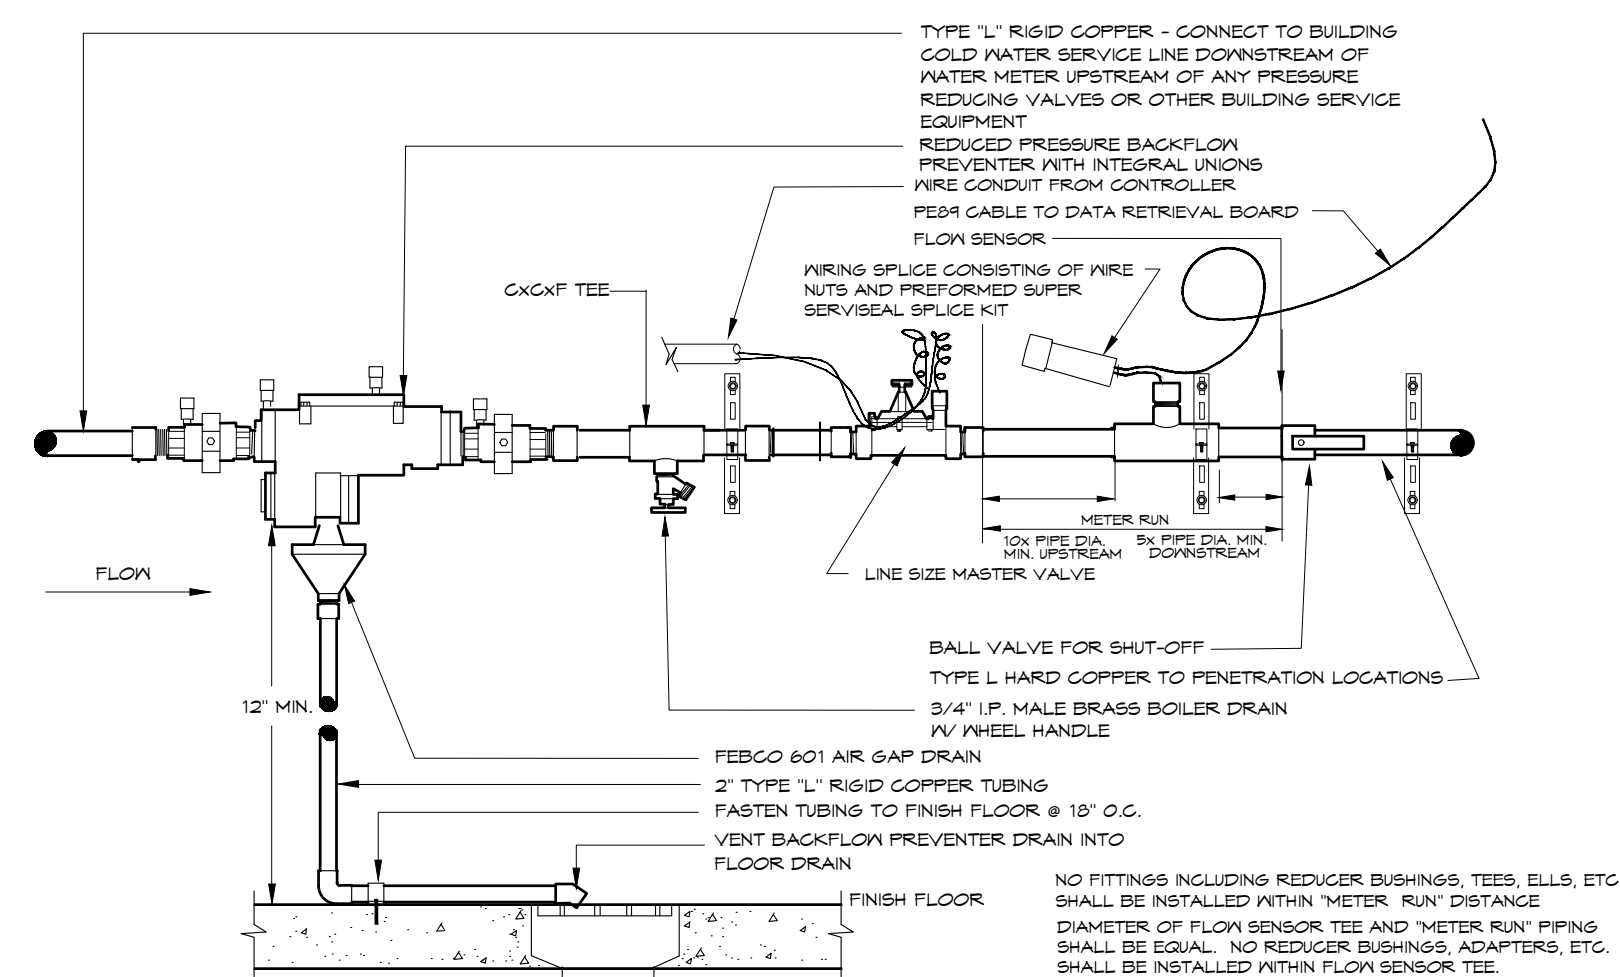 TYPE "L" RIGID COPPER - CONNECT TO BUILDING
COLD WATER SERVICE LINE DOWNSTREAM OF
WATER METER UPSTREAM OF ANY PRESSURE
REDUCING VALVES OR OTHER BUILDING SERVICE
EQUIPMENT
REDUCED PRESSURE BACKFLOW
PREVENTER WITH INTEGRAL UNIONS
WIRE CONDUIT FROM CONTROLLER
PE89 CABLE TO DATA RETRIEVAL BOARD
FLOW SENSOR
WIRING SPLICE CONSISTING OF WIRE
NUTS AND PREFORMED SUPER
SERVISEAL SPLICE KIT
CxCxF TEE
METER RUN
10x PIPE DIA.
MIN. UPSTREAM
5x PIPE DIA. MIN.
DOWNSTREAM
FLOW
LINE SIZE MASTER VALVE
BALL VALVE FOR SHUT-OFF
TYPE L HARD COPPER TO PENETRATION LOCATIONS
12" MIN.
3/4" I.P. MALE BRASS BOILER DRAIN
W/ WHEEL HANDLE
FEBCO 601 AIR GAP DRAIN
2" TYPE "L" RIGID COPPER TUBING
FASTEN TUBING TO FINISH FLOOR @ 18" O.C.
VENT BACKFLOW PREVENTER DRAIN INTO
FLOOR DRAIN
FINISH FLOOR
NO FITTINGS INCLUDING REDUCER BUSHINGS, TEES, ELLS, ETC
SHALL BE INSTALLED WITHIN "METER RUN" DISTANCE
DIAMETER OF FLOW SENSOR TEE AND "METER RUN" PIPING
SHALL BE EQUAL. NO REDUCER BUSHINGS, ADAPTERS, ETC.
SHALL BE INSTALLED WITHIN FLOW SENSOR TEE.